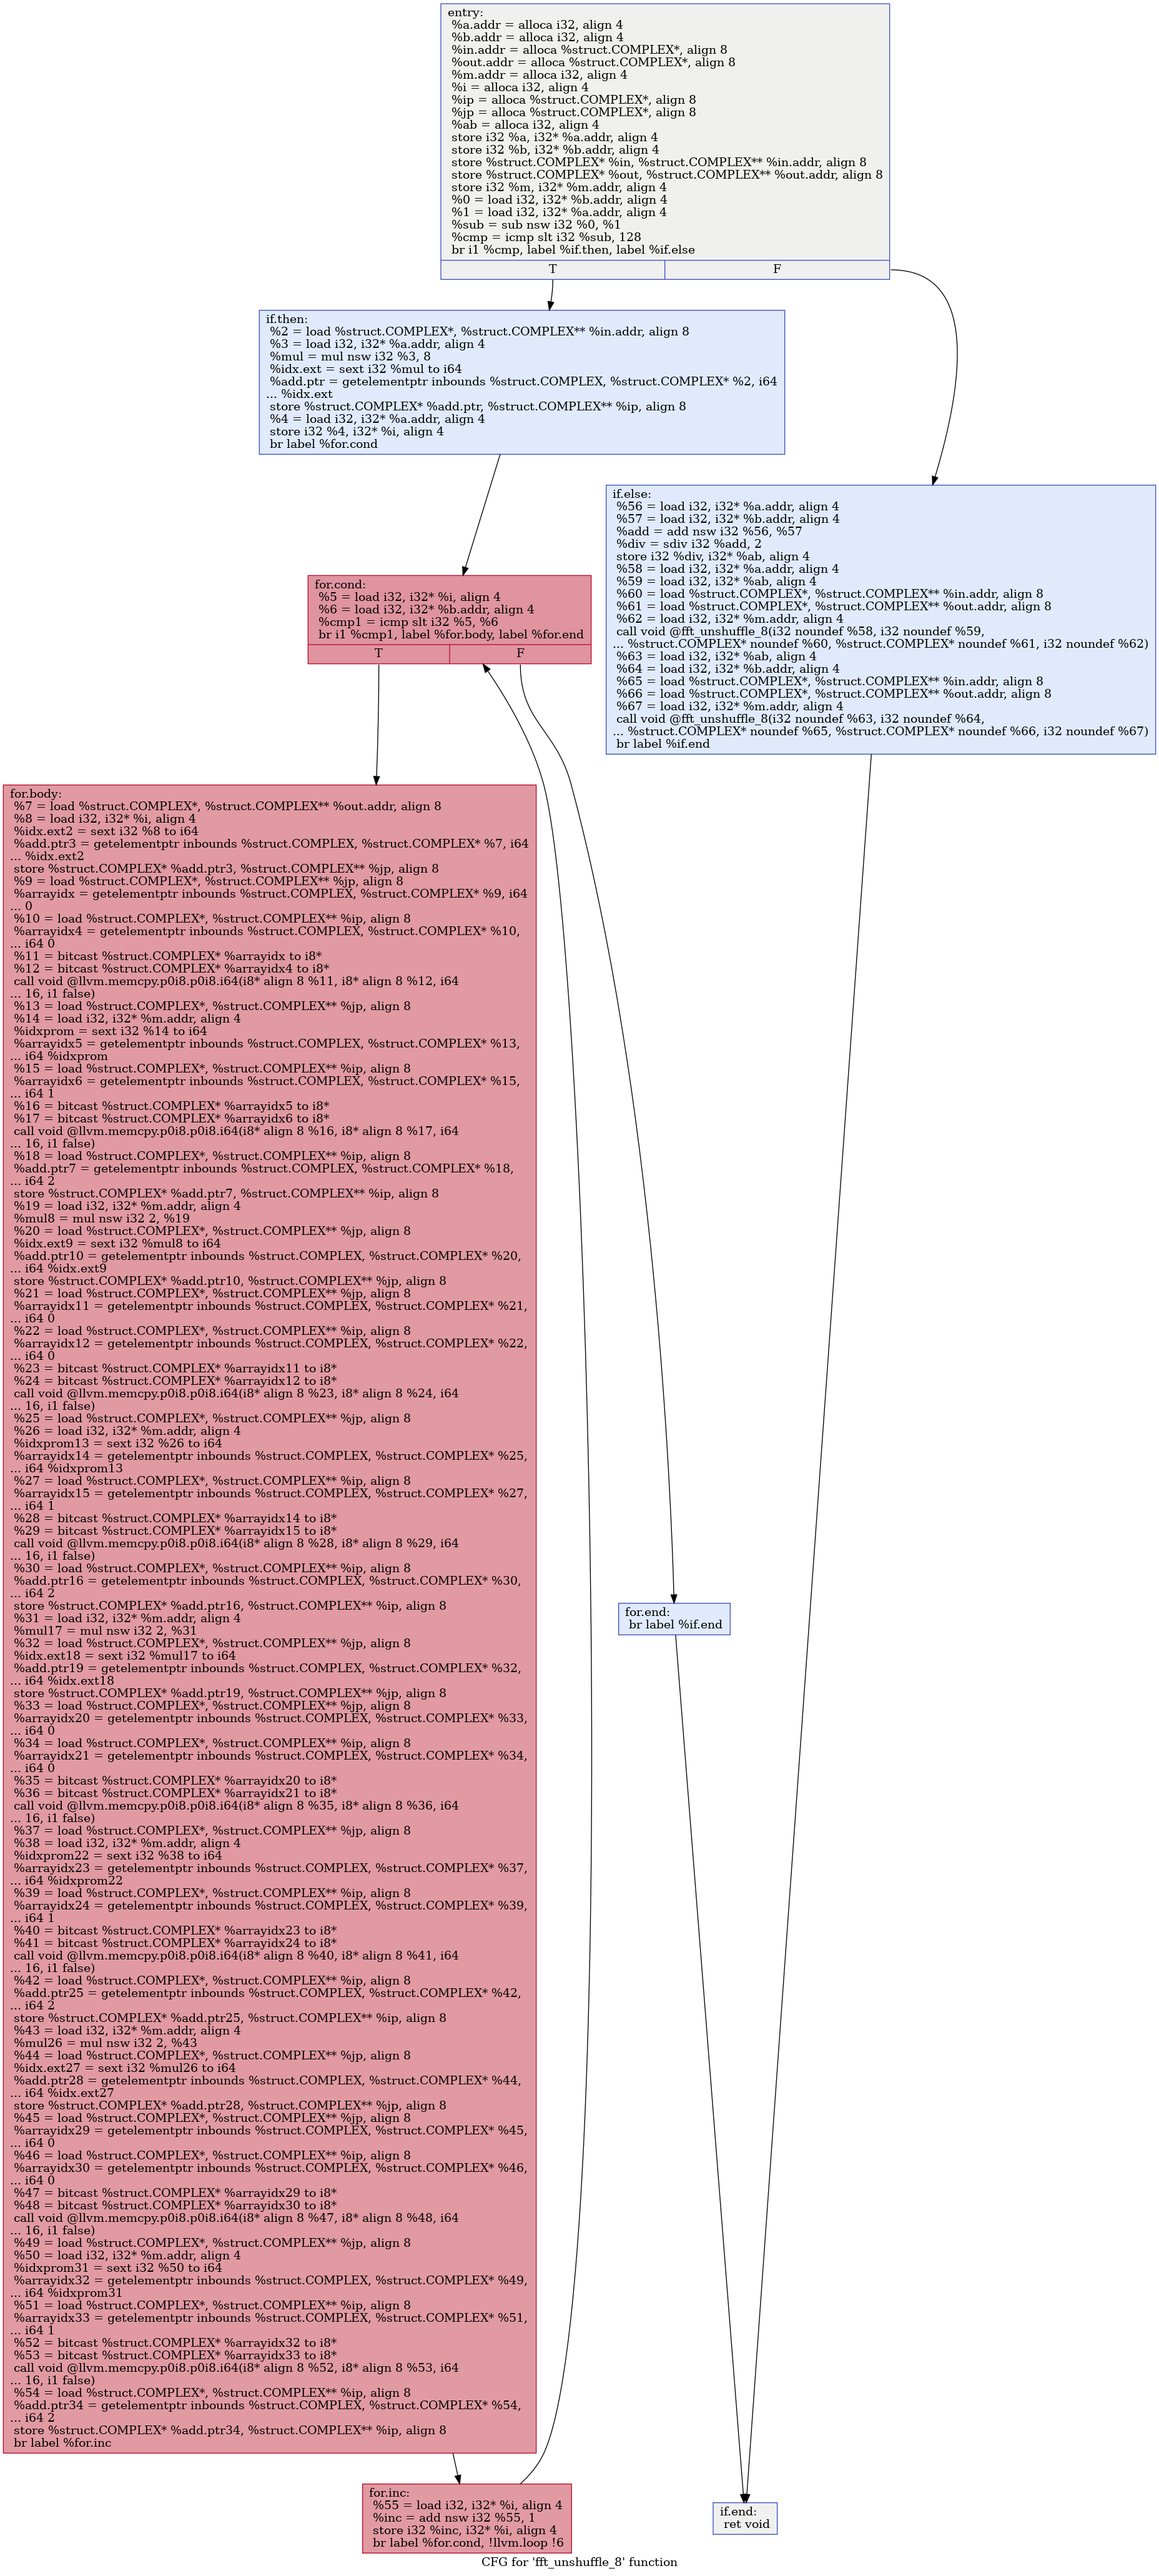 entry:
%a.addr = alloca i32, align 4
%b.addr = alloca i32, align 4
%in.addr = alloca %struct.COMPLEX*, align 8
%out.addr = alloca %struct.COMPLEX*, align 8
%m.addr = alloca i32, align 4
%i = alloca i32, align 4
%ip = alloca %struct.COMPLEX*, align 8
%jp = alloca %struct.COMPLEX*, align 8
%ab = alloca i32, align 4
store i32 %a, i32* %a.addr, align 4
store i32 %b, i32* %b.addr, align 4
store %struct.COMPLEX* %in, %struct.COMPLEX** %in.addr, align 8
store %struct.COMPLEX* %out, %struct.COMPLEX** %out.addr, align 8
store i32 %m, i32* %m.addr, align 4
%0 = load i32, i32* %b.addr, align 4
%1 = load i32, i32* %a.addr, align 4
%sub = sub nsw i32 %0, %1
%cmp = icmp slt i32 %sub, 128
br i1 %cmp, label %if.then, label %if.else
T
F
if.then:
%2 = load %struct.COMPLEX*, %struct.COMPLEX** %in.addr, align 8
%3 = load i32, i32* %a.addr, align 4
%mul = mul nsw i32 %3, 8
%idx.ext = sext i32 %mul to i64
%add.ptr = getelementptr inbounds %struct.COMPLEX, %struct.COMPLEX* %2, i64
... %idx.ext
store %struct.COMPLEX* %add.ptr, %struct.COMPLEX** %ip, align 8
%4 = load i32, i32* %a.addr, align 4
store i32 %4, i32* %i, align 4
br label %for.cond
if.else:
%56 = load i32, i32* %a.addr, align 4
%57 = load i32, i32* %b.addr, align 4
%add = add nsw i32 %56, %57
%div = sdiv i32 %add, 2
store i32 %div, i32* %ab, align 4
%58 = load i32, i32* %a.addr, align 4
%59 = load i32, i32* %ab, align 4
%60 = load %struct.COMPLEX*, %struct.COMPLEX** %in.addr, align 8
%61 = load %struct.COMPLEX*, %struct.COMPLEX** %out.addr, align 8
%62 = load i32, i32* %m.addr, align 4
call void @fft_unshuffle_8(i32 noundef %58, i32 noundef %59,
... %struct.COMPLEX* noundef %60, %struct.COMPLEX* noundef %61, i32 noundef %62)
%63 = load i32, i32* %ab, align 4
%64 = load i32, i32* %b.addr, align 4
%65 = load %struct.COMPLEX*, %struct.COMPLEX** %in.addr, align 8
%66 = load %struct.COMPLEX*, %struct.COMPLEX** %out.addr, align 8
%67 = load i32, i32* %m.addr, align 4
call void @fft_unshuffle_8(i32 noundef %63, i32 noundef %64,
... %struct.COMPLEX* noundef %65, %struct.COMPLEX* noundef %66, i32 noundef %67)
br label %if.end
for.cond:
%5 = load i32, i32* %i, align 4
%6 = load i32, i32* %b.addr, align 4
%cmp1 = icmp slt i32 %5, %6
br i1 %cmp1, label %for.body, label %for.end
T
F
for.body:
%7 = load %struct.COMPLEX*, %struct.COMPLEX** %out.addr, align 8
%8 = load i32, i32* %i, align 4
%idx.ext2 = sext i32 %8 to i64
%add.ptr3 = getelementptr inbounds %struct.COMPLEX, %struct.COMPLEX* %7, i64
... %idx.ext2
store %struct.COMPLEX* %add.ptr3, %struct.COMPLEX** %jp, align 8
%9 = load %struct.COMPLEX*, %struct.COMPLEX** %jp, align 8
%arrayidx = getelementptr inbounds %struct.COMPLEX, %struct.COMPLEX* %9, i64
... 0
%10 = load %struct.COMPLEX*, %struct.COMPLEX** %ip, align 8
%arrayidx4 = getelementptr inbounds %struct.COMPLEX, %struct.COMPLEX* %10,
... i64 0
%11 = bitcast %struct.COMPLEX* %arrayidx to i8*
%12 = bitcast %struct.COMPLEX* %arrayidx4 to i8*
call void @llvm.memcpy.p0i8.p0i8.i64(i8* align 8 %11, i8* align 8 %12, i64
... 16, i1 false)
%13 = load %struct.COMPLEX*, %struct.COMPLEX** %jp, align 8
%14 = load i32, i32* %m.addr, align 4
%idxprom = sext i32 %14 to i64
%arrayidx5 = getelementptr inbounds %struct.COMPLEX, %struct.COMPLEX* %13,
... i64 %idxprom
%15 = load %struct.COMPLEX*, %struct.COMPLEX** %ip, align 8
%arrayidx6 = getelementptr inbounds %struct.COMPLEX, %struct.COMPLEX* %15,
... i64 1
%16 = bitcast %struct.COMPLEX* %arrayidx5 to i8*
%17 = bitcast %struct.COMPLEX* %arrayidx6 to i8*
call void @llvm.memcpy.p0i8.p0i8.i64(i8* align 8 %16, i8* align 8 %17, i64
... 16, i1 false)
%18 = load %struct.COMPLEX*, %struct.COMPLEX** %ip, align 8
%add.ptr7 = getelementptr inbounds %struct.COMPLEX, %struct.COMPLEX* %18,
... i64 2
store %struct.COMPLEX* %add.ptr7, %struct.COMPLEX** %ip, align 8
%19 = load i32, i32* %m.addr, align 4
%mul8 = mul nsw i32 2, %19
%20 = load %struct.COMPLEX*, %struct.COMPLEX** %jp, align 8
%idx.ext9 = sext i32 %mul8 to i64
%add.ptr10 = getelementptr inbounds %struct.COMPLEX, %struct.COMPLEX* %20,
... i64 %idx.ext9
store %struct.COMPLEX* %add.ptr10, %struct.COMPLEX** %jp, align 8
%21 = load %struct.COMPLEX*, %struct.COMPLEX** %jp, align 8
%arrayidx11 = getelementptr inbounds %struct.COMPLEX, %struct.COMPLEX* %21,
... i64 0
%22 = load %struct.COMPLEX*, %struct.COMPLEX** %ip, align 8
%arrayidx12 = getelementptr inbounds %struct.COMPLEX, %struct.COMPLEX* %22,
... i64 0
%23 = bitcast %struct.COMPLEX* %arrayidx11 to i8*
%24 = bitcast %struct.COMPLEX* %arrayidx12 to i8*
call void @llvm.memcpy.p0i8.p0i8.i64(i8* align 8 %23, i8* align 8 %24, i64
... 16, i1 false)
%25 = load %struct.COMPLEX*, %struct.COMPLEX** %jp, align 8
%26 = load i32, i32* %m.addr, align 4
%idxprom13 = sext i32 %26 to i64
%arrayidx14 = getelementptr inbounds %struct.COMPLEX, %struct.COMPLEX* %25,
... i64 %idxprom13
%27 = load %struct.COMPLEX*, %struct.COMPLEX** %ip, align 8
%arrayidx15 = getelementptr inbounds %struct.COMPLEX, %struct.COMPLEX* %27,
... i64 1
%28 = bitcast %struct.COMPLEX* %arrayidx14 to i8*
%29 = bitcast %struct.COMPLEX* %arrayidx15 to i8*
call void @llvm.memcpy.p0i8.p0i8.i64(i8* align 8 %28, i8* align 8 %29, i64
... 16, i1 false)
%30 = load %struct.COMPLEX*, %struct.COMPLEX** %ip, align 8
%add.ptr16 = getelementptr inbounds %struct.COMPLEX, %struct.COMPLEX* %30,
... i64 2
store %struct.COMPLEX* %add.ptr16, %struct.COMPLEX** %ip, align 8
%31 = load i32, i32* %m.addr, align 4
%mul17 = mul nsw i32 2, %31
%32 = load %struct.COMPLEX*, %struct.COMPLEX** %jp, align 8
%idx.ext18 = sext i32 %mul17 to i64
%add.ptr19 = getelementptr inbounds %struct.COMPLEX, %struct.COMPLEX* %32,
... i64 %idx.ext18
store %struct.COMPLEX* %add.ptr19, %struct.COMPLEX** %jp, align 8
%33 = load %struct.COMPLEX*, %struct.COMPLEX** %jp, align 8
%arrayidx20 = getelementptr inbounds %struct.COMPLEX, %struct.COMPLEX* %33,
... i64 0
%34 = load %struct.COMPLEX*, %struct.COMPLEX** %ip, align 8
%arrayidx21 = getelementptr inbounds %struct.COMPLEX, %struct.COMPLEX* %34,
... i64 0
%35 = bitcast %struct.COMPLEX* %arrayidx20 to i8*
%36 = bitcast %struct.COMPLEX* %arrayidx21 to i8*
call void @llvm.memcpy.p0i8.p0i8.i64(i8* align 8 %35, i8* align 8 %36, i64
... 16, i1 false)
%37 = load %struct.COMPLEX*, %struct.COMPLEX** %jp, align 8
%38 = load i32, i32* %m.addr, align 4
%idxprom22 = sext i32 %38 to i64
%arrayidx23 = getelementptr inbounds %struct.COMPLEX, %struct.COMPLEX* %37,
... i64 %idxprom22
%39 = load %struct.COMPLEX*, %struct.COMPLEX** %ip, align 8
%arrayidx24 = getelementptr inbounds %struct.COMPLEX, %struct.COMPLEX* %39,
... i64 1
%40 = bitcast %struct.COMPLEX* %arrayidx23 to i8*
%41 = bitcast %struct.COMPLEX* %arrayidx24 to i8*
call void @llvm.memcpy.p0i8.p0i8.i64(i8* align 8 %40, i8* align 8 %41, i64
... 16, i1 false)
%42 = load %struct.COMPLEX*, %struct.COMPLEX** %ip, align 8
%add.ptr25 = getelementptr inbounds %struct.COMPLEX, %struct.COMPLEX* %42,
... i64 2
store %struct.COMPLEX* %add.ptr25, %struct.COMPLEX** %ip, align 8
%43 = load i32, i32* %m.addr, align 4
%mul26 = mul nsw i32 2, %43
%44 = load %struct.COMPLEX*, %struct.COMPLEX** %jp, align 8
%idx.ext27 = sext i32 %mul26 to i64
%add.ptr28 = getelementptr inbounds %struct.COMPLEX, %struct.COMPLEX* %44,
... i64 %idx.ext27
store %struct.COMPLEX* %add.ptr28, %struct.COMPLEX** %jp, align 8
%45 = load %struct.COMPLEX*, %struct.COMPLEX** %jp, align 8
%arrayidx29 = getelementptr inbounds %struct.COMPLEX, %struct.COMPLEX* %45,
... i64 0
%46 = load %struct.COMPLEX*, %struct.COMPLEX** %ip, align 8
%arrayidx30 = getelementptr inbounds %struct.COMPLEX, %struct.COMPLEX* %46,
... i64 0
%47 = bitcast %struct.COMPLEX* %arrayidx29 to i8*
%48 = bitcast %struct.COMPLEX* %arrayidx30 to i8*
call void @llvm.memcpy.p0i8.p0i8.i64(i8* align 8 %47, i8* align 8 %48, i64
... 16, i1 false)
%49 = load %struct.COMPLEX*, %struct.COMPLEX** %jp, align 8
%50 = load i32, i32* %m.addr, align 4
%idxprom31 = sext i32 %50 to i64
%arrayidx32 = getelementptr inbounds %struct.COMPLEX, %struct.COMPLEX* %49,
... i64 %idxprom31
%51 = load %struct.COMPLEX*, %struct.COMPLEX** %ip, align 8
%arrayidx33 = getelementptr inbounds %struct.COMPLEX, %struct.COMPLEX* %51,
... i64 1
%52 = bitcast %struct.COMPLEX* %arrayidx32 to i8*
%53 = bitcast %struct.COMPLEX* %arrayidx33 to i8*
call void @llvm.memcpy.p0i8.p0i8.i64(i8* align 8 %52, i8* align 8 %53, i64
... 16, i1 false)
%54 = load %struct.COMPLEX*, %struct.COMPLEX** %ip, align 8
%add.ptr34 = getelementptr inbounds %struct.COMPLEX, %struct.COMPLEX* %54,
... i64 2
store %struct.COMPLEX* %add.ptr34, %struct.COMPLEX** %ip, align 8
br label %for.inc
for.end:
br label %if.end
for.inc:
%55 = load i32, i32* %i, align 4
%inc = add nsw i32 %55, 1
store i32 %inc, i32* %i, align 4
br label %for.cond, !llvm.loop !6
if.end:
ret void
CFG for 'fft_unshuffle_8' function